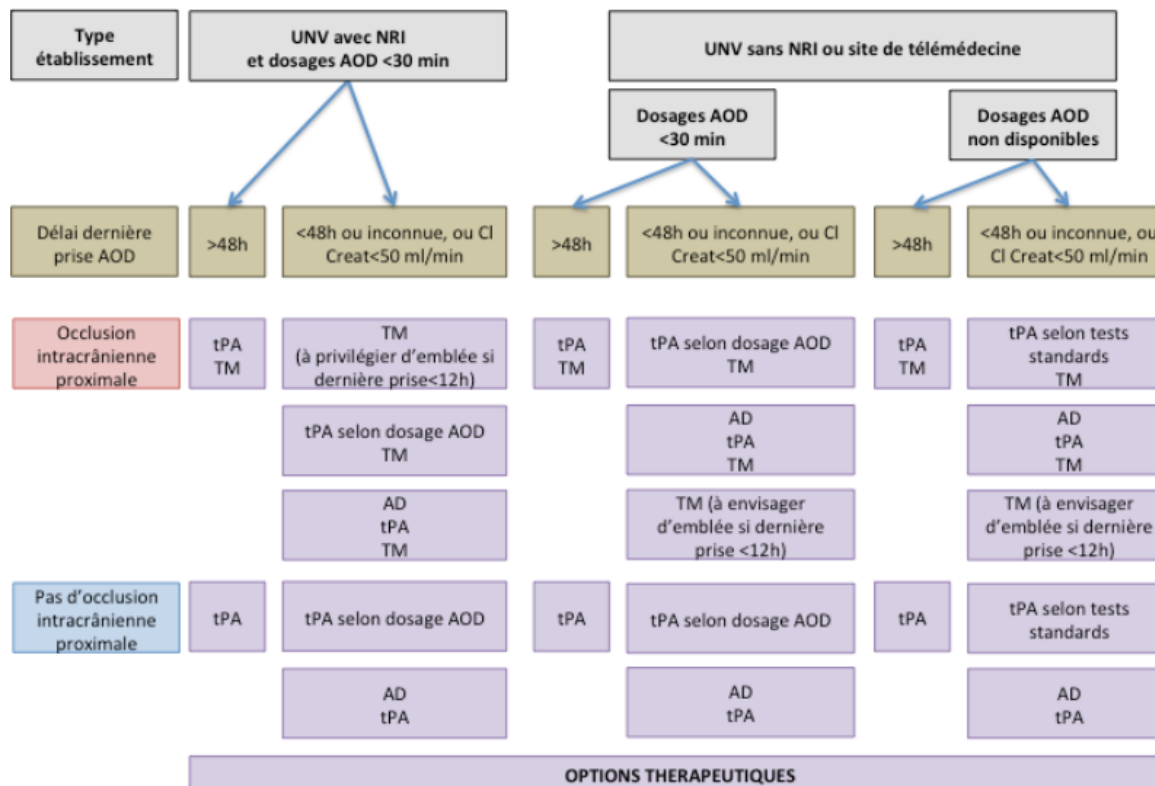 Type
établissement
UNV avec NRI
et dosages AOD <30 min
UNV sans NRI ou site de télémédecine
Dosages AOD
<30 min
Dosages AOD
non disponibles
Délai dernière
prise AOD
>48h
<48h ou inconnue, ou Cl
Creat<50 ml/min
>48h
<48h ou inconnue, ou Cl
Creat<50 ml/min
>48h
<48h ou inconnue, ou
Cl Creat<50 ml/min
Occlusion
intracrânienne
proximale
tPA
TM
TM
(à privilégier d'emblée si
dernière prise<12h)
tPA
TM
tPA selon dosage AOD
TM
tPA
TM
tPA selon tests
standards
TM
tPA selon dosage AOD
TM
AD
tPA
TM
AD
tPA
TM
AD
tPA
TM
TM (à envisager
d'emblée si dernière
prise <12h)
TM (à envisager
d'emblée si dernière
prise <12h)
Pas d'occlusion
intracrânienne
proximale
tPA
tPA selon dosage AOD
tPA
tPA selon dosage AOD
tPA
tPA selon tests
standards
AD
tPA
AD
tPA
AD
tPA
OPTIONS THERAPEUTIQUES